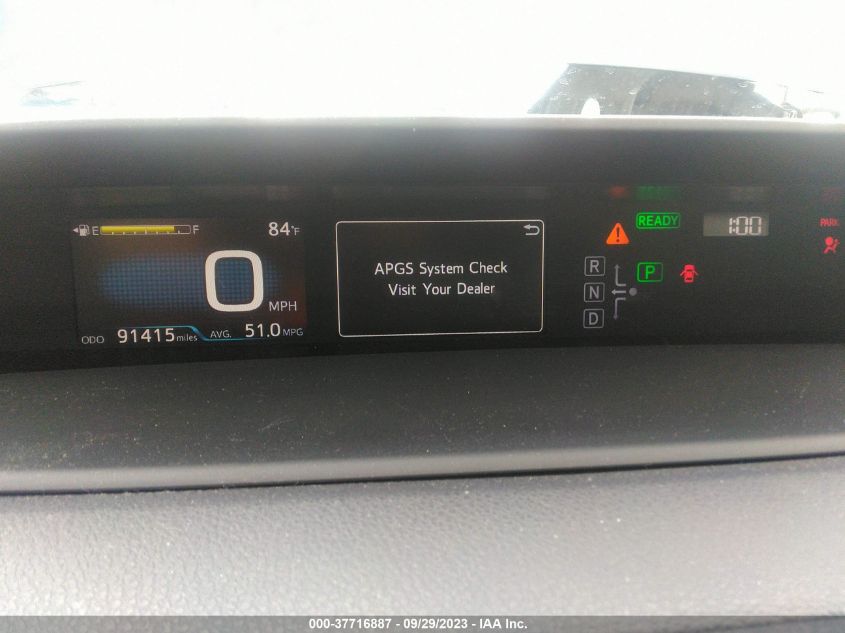 E F 84°F
0 MPH
ODO 91415 miles AVG. 51.0 MPG
APGS System Check
Visit Your Dealer
READY
1:00
PARK
R
P
N
D
000-37716887 - 09/29/2023 - IAA Inc.